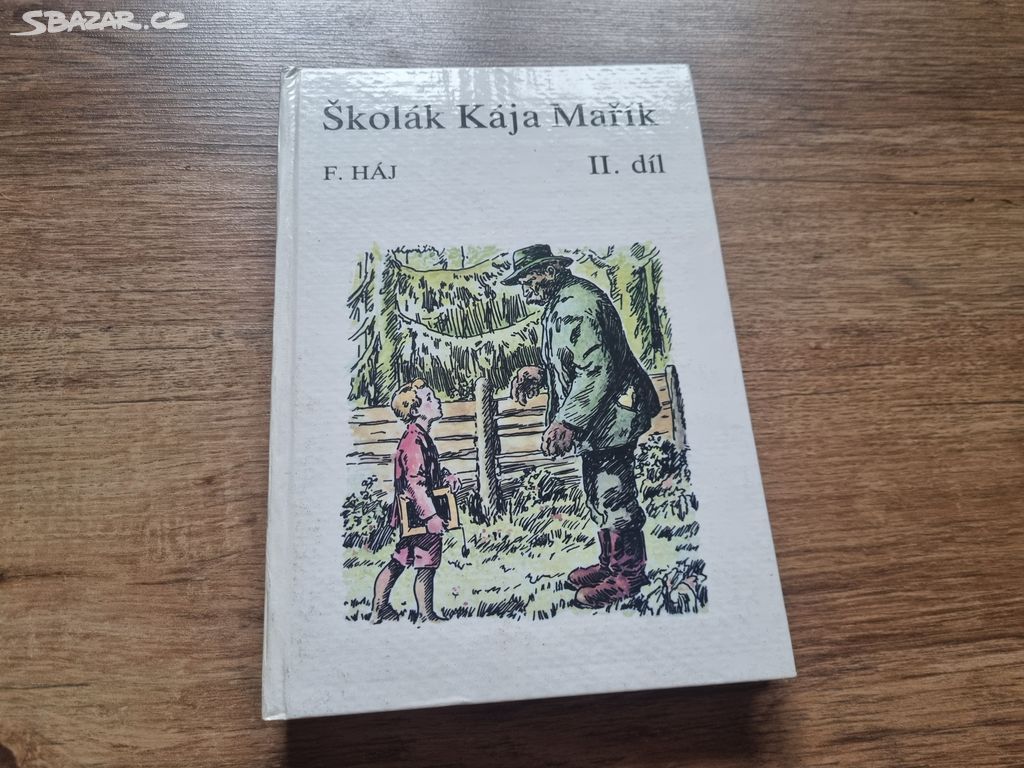 SBAZAR.CZ
Školák Kája Mařík
F. HÁJ
II. díl